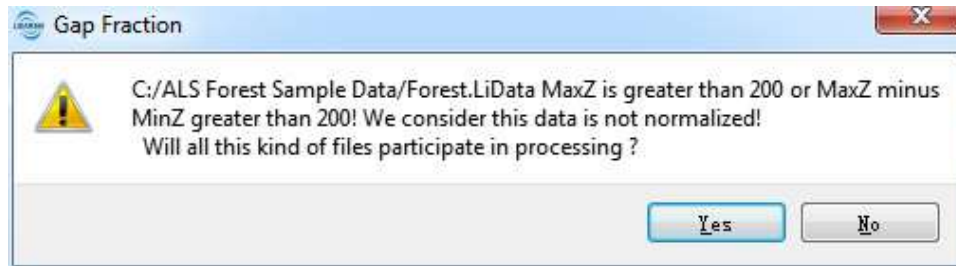 Gap Fraction
C:/ALS Forest Sample Data/Forest.LiData MaxZ is greater than 200 or MaxZ minus
MinZ greater than 200! We consider this data is not normalized!
Will all this kind of files participate in processing ?
Yes
No